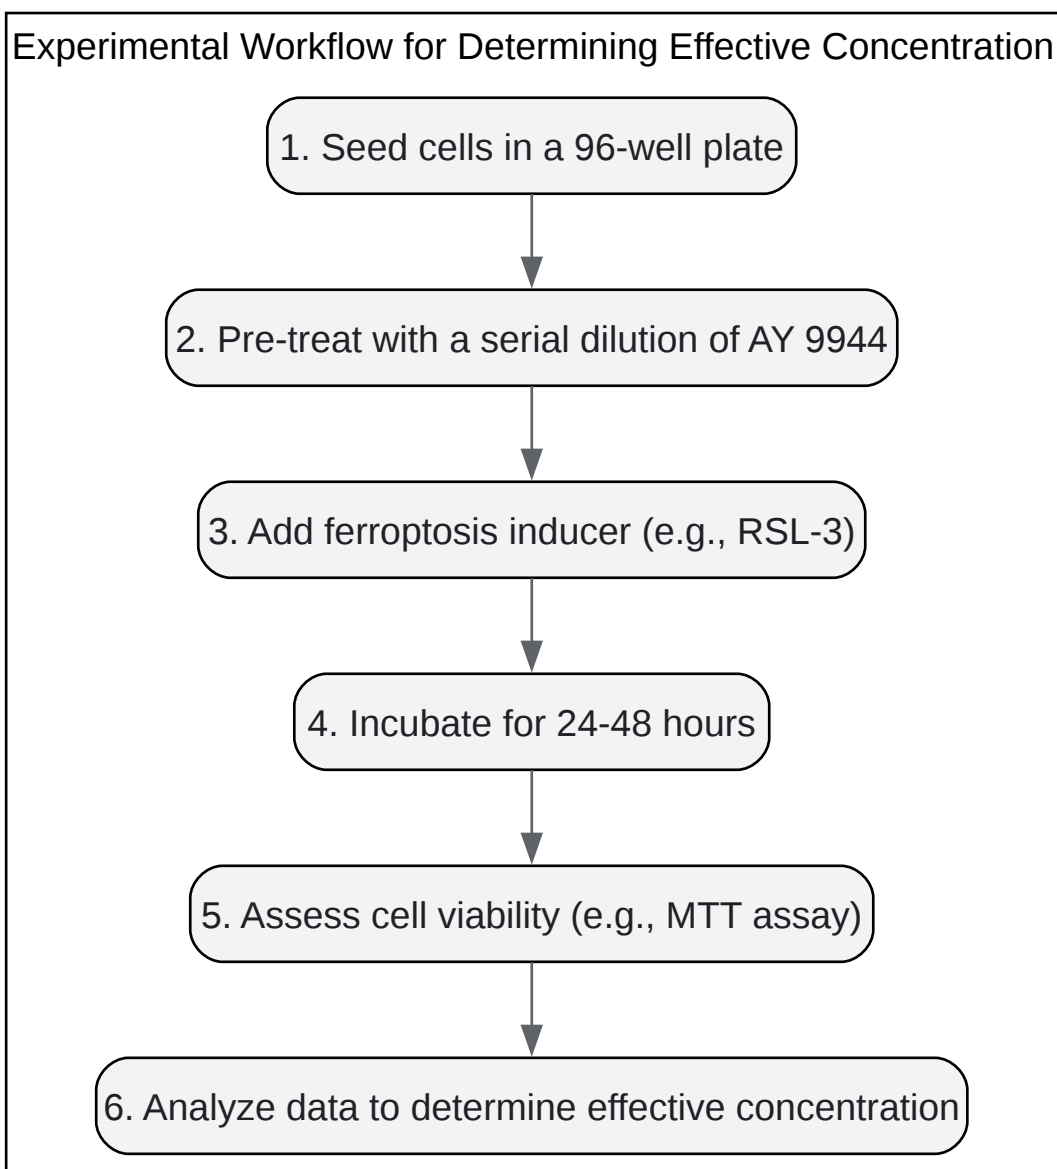 Experimental Workflow for Determining Effective Concentration
1. Seed cells in a 96-well plate
2. Pre-treat with a serial dilution of AY 9944
3. Add ferroptosis inducer (e.g., RSL-3)
4. Incubate for 24-48 hours
5. Assess cell viability (e.g., MTT assay)
6. Analyze data to determine effective concentration